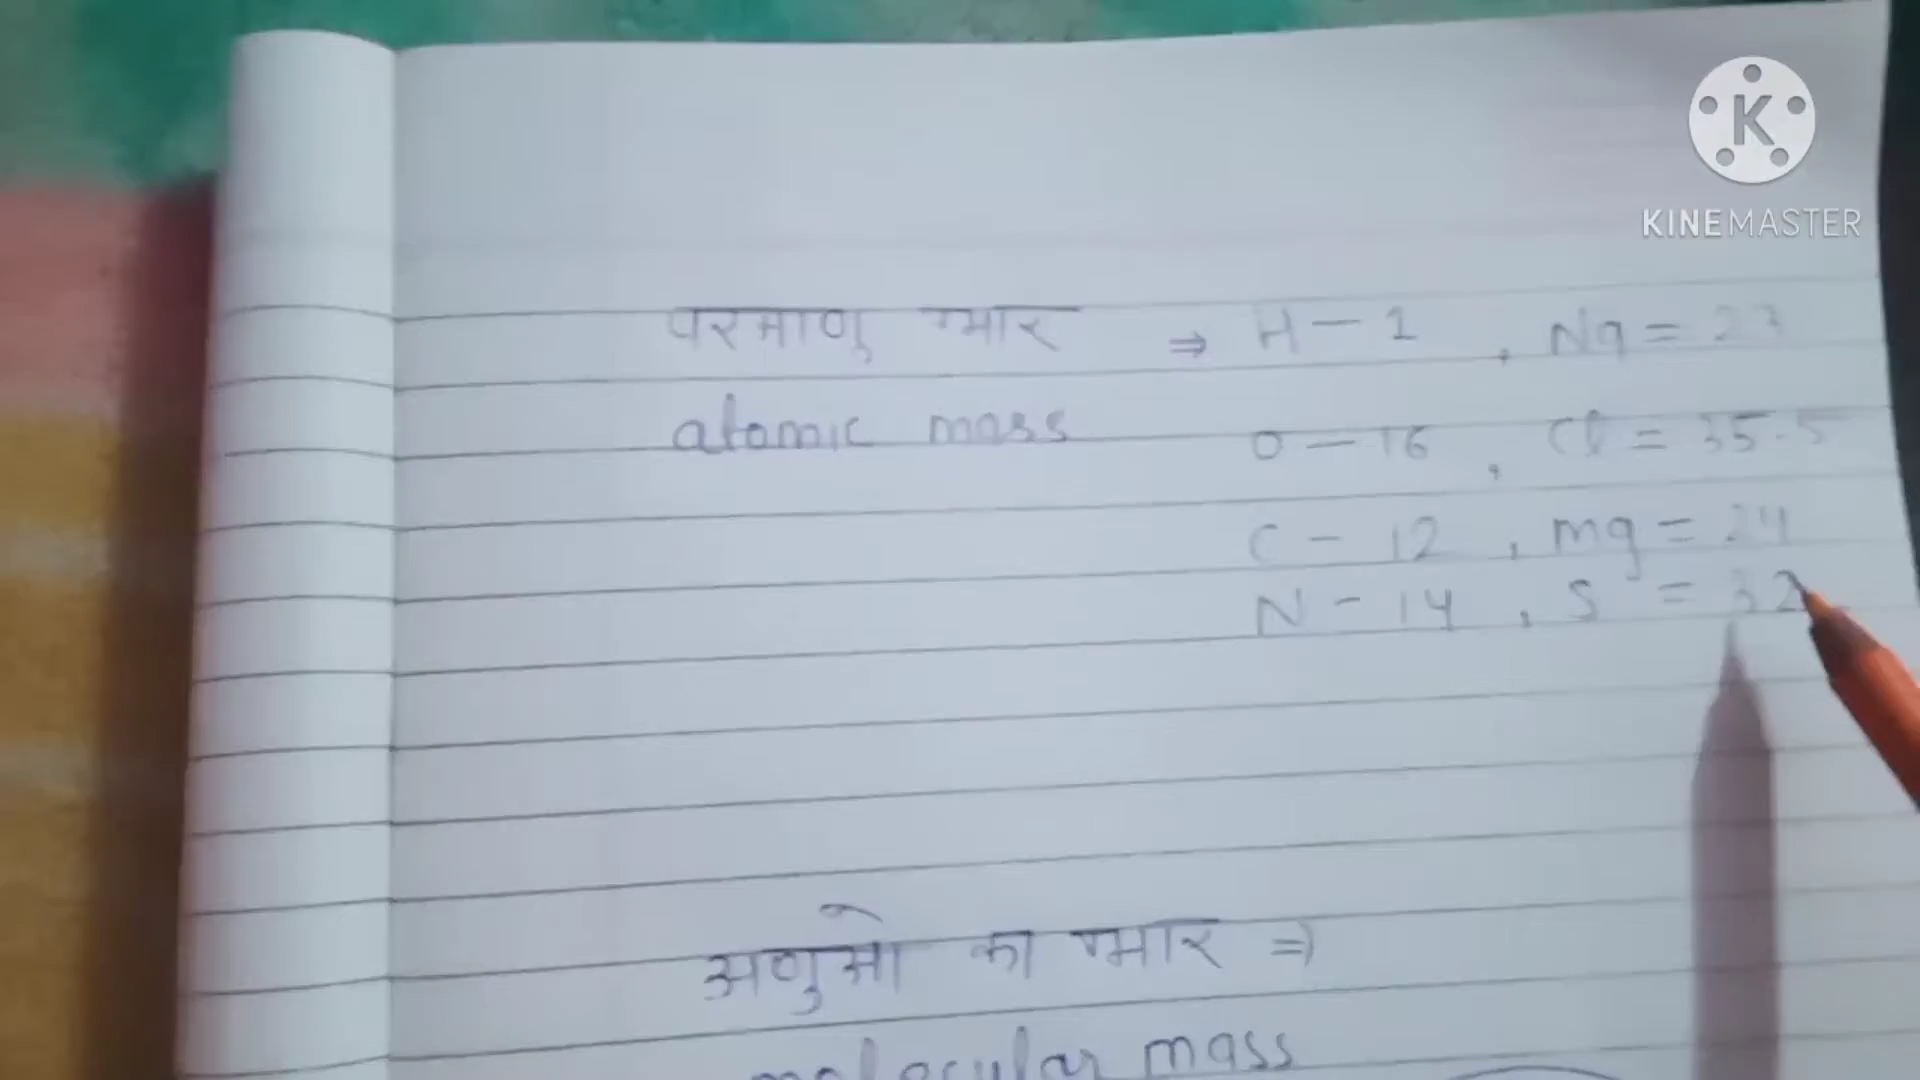 K
KINEMASTER
परमाणु भार ⇒ H - 1 , Na = 23
atomic mass O - 16 , Cl = 35.5
C - 12 , mg = 24
N - 14 , S = 32
अणुओ का भार ⇒
molecular mass